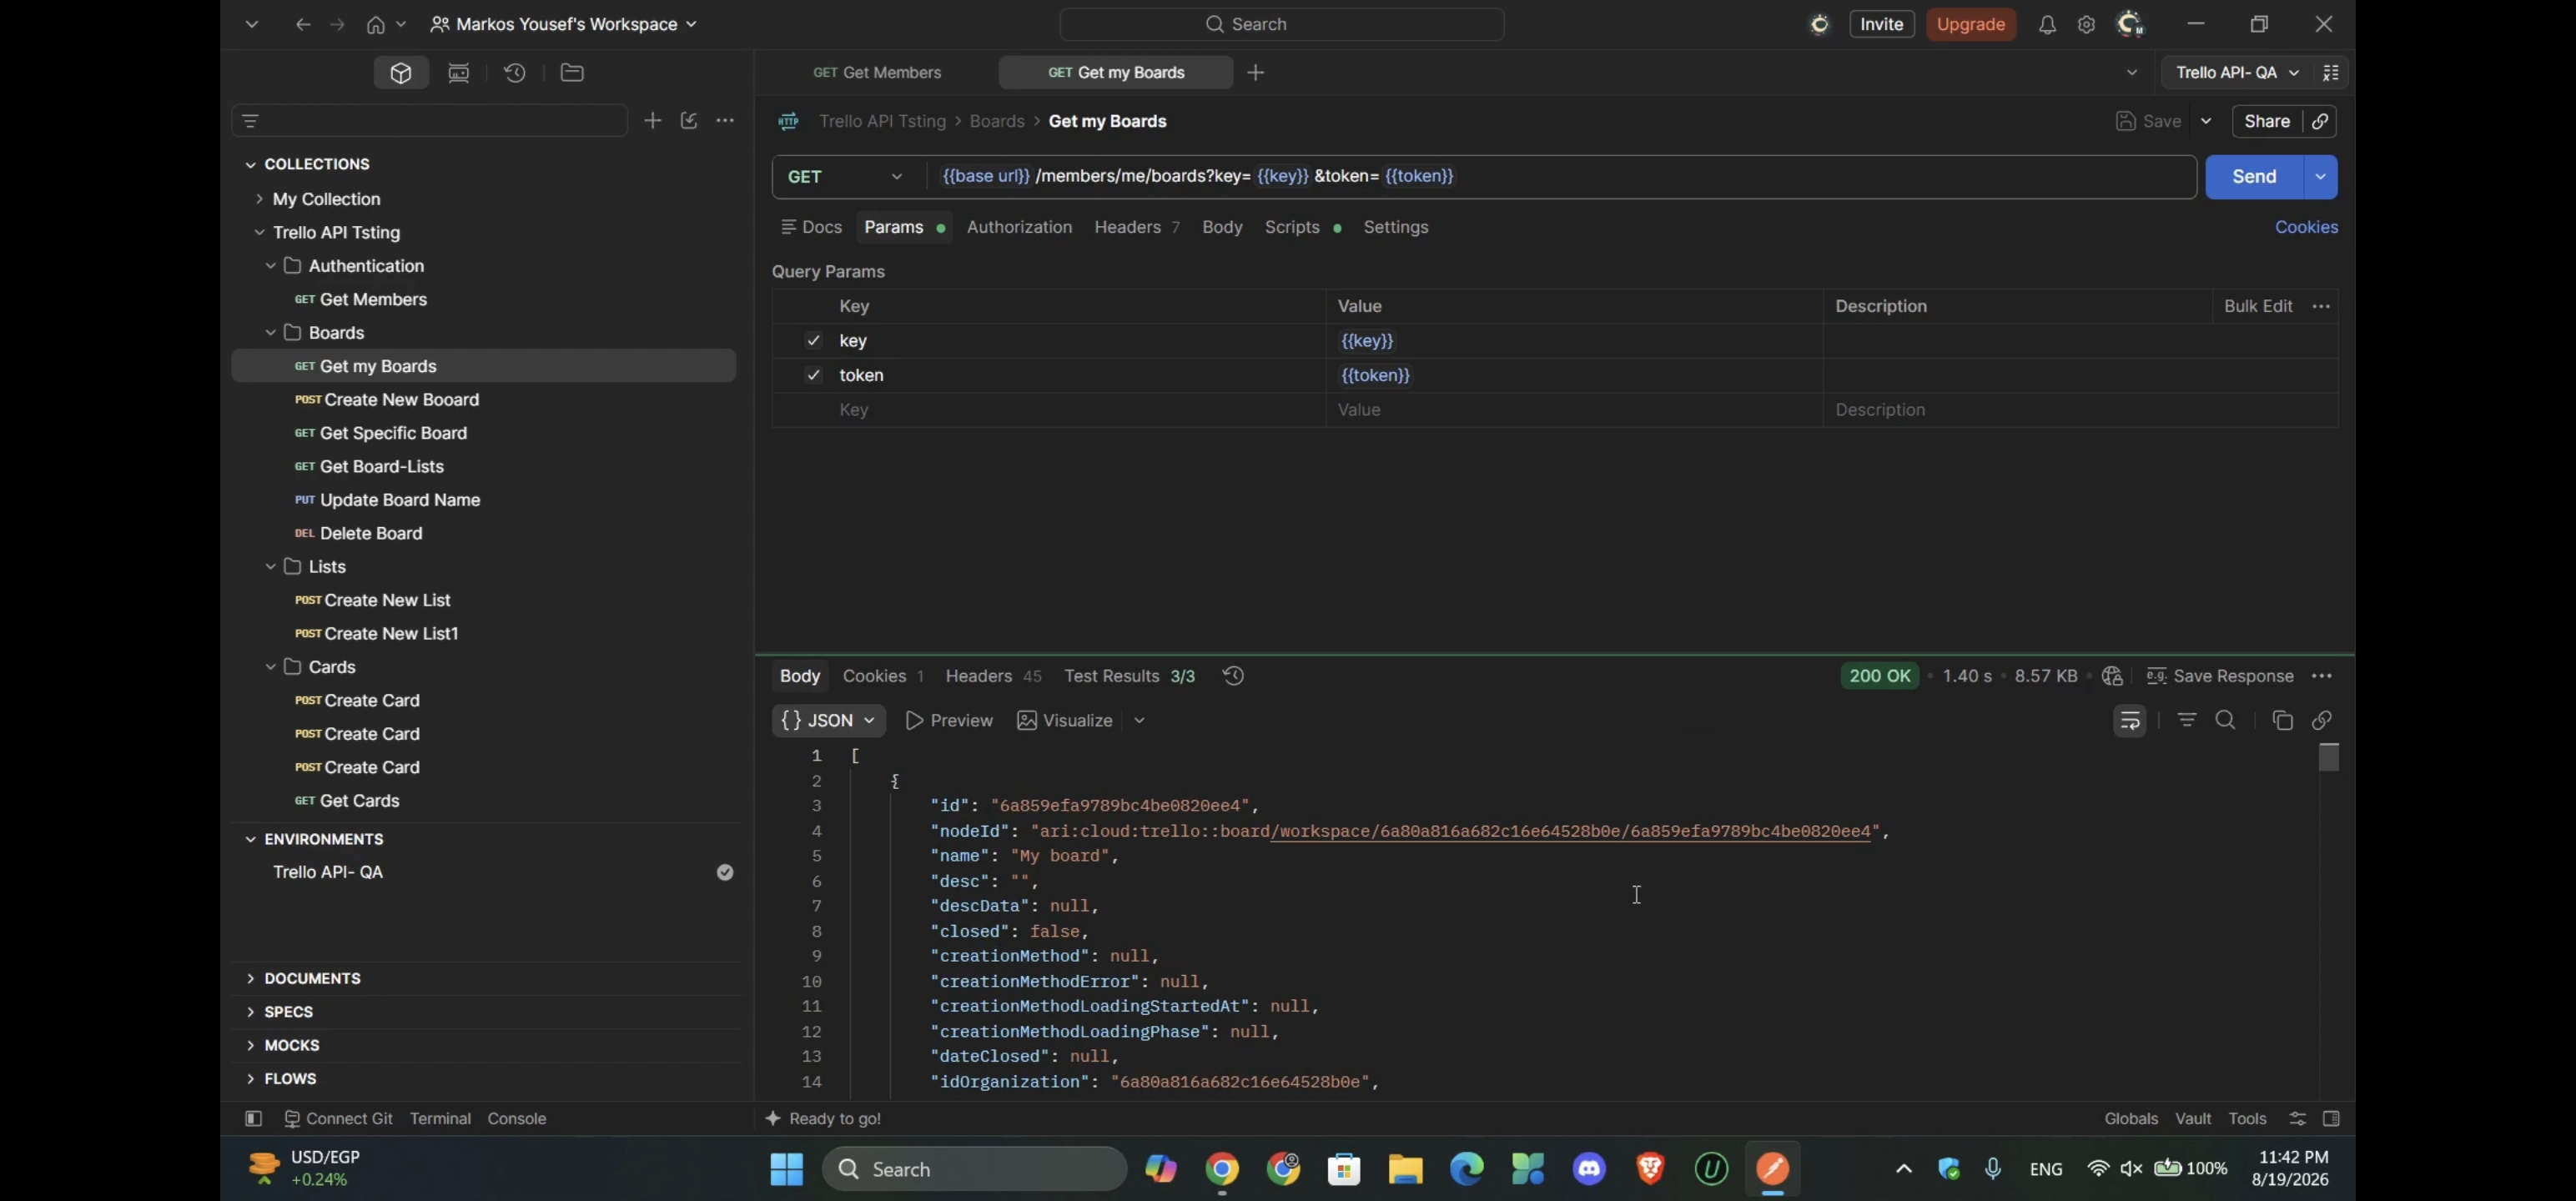 Markos Yousef's Workspace
Search
Invite
Upgrade
GET Get Members
GET Get my Boards
Trello API- QA
HTTP Trello API Tsting > Boards > Get my Boards
Save
Share
COLLECTIONS
My Collection
Trello API Tsting
Authentication
GET Get Members
Boards
GET Get my Boards
POST Create New Booard
GET Get Specific Board
GET Get Board-Lists
PUT Update Board Name
DEL Delete Board
Lists
POST Create New List
POST Create New List1
Cards
POST Create Card
POST Create Card
POST Create Card
GET Get Cards
ENVIRONMENTS
Trello API- QA
DOCUMENTS
SPECS
MOCKS
FLOWS
GET {{base url}} /members/me/boards?key= {{key}} &token= {{token}}
Send
Docs Params Authorization Headers 7 Body Scripts Settings
Cookies
Query Params
Key Value Description Bulk Edit
key {{key}}
token {{token}}
Key Value Description
Body Cookies 1 Headers 45 Test Results 3/3
200 OK • 1.40 s • 8.57 KB • e.g. Save Response
{} JSON Preview Visualize
1 [
2 {
3 "id": "6a859efa9789bc4be0820ee4",
4 "nodeId": "ari:cloud:trello::board/workspace/6a80a816a682c16e64528b0e/6a859efa9789bc4be0820ee4",
5 "name": "My board",
6 "desc": "",
7 "descData": null,
8 "closed": false,
9 "creationMethod": null,
10 "creationMethodError": null,
11 "creationMethodLoadingStartedAt": null,
12 "creationMethodLoadingPhase": null,
13 "dateClosed": null,
14 "idOrganization": "6a80a816a682c16e64528b0e",
Connect Git Terminal Console
Ready to go!
Globals Vault Tools
USD/EGP
+0.24%
Search
ENG
100%
11:42 PM
8/19/2026